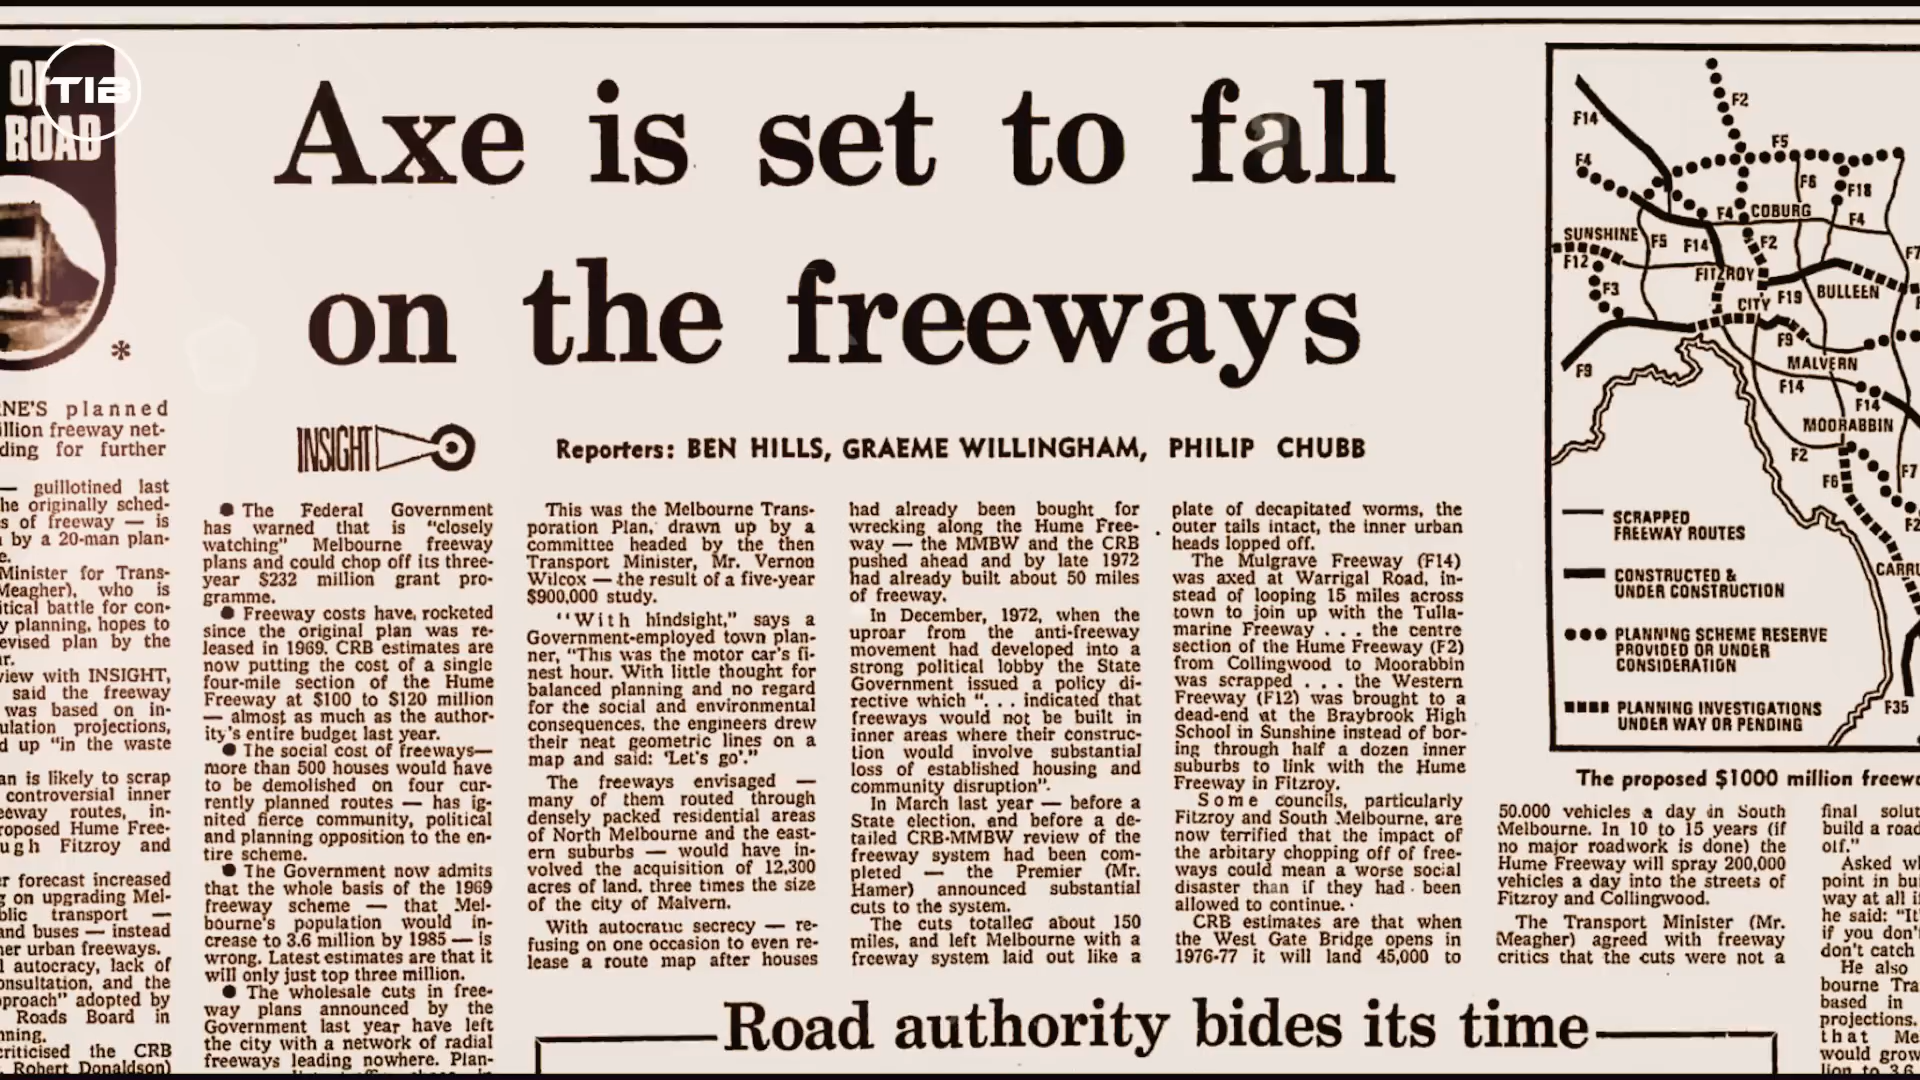 TIB
OF
ROAD
Axe is set to fall
on the freeways
*
INSIGHT
Reporters: BEN HILLS, GRAEME WILLINGHAM, PHILIP CHUBB
NE'S planned
illion freeway net-
ding for further
— guillotined last
he originally sched-
s of freeway — is
by a 20-man plan-
e.
Minister for Trans-
Meagher), who is
itical battle for con-
y planning, hopes to
evised plan by the
ar.
view with INSIGHT,
said the freeway
was based on in-
ulation projections,
d up "in the waste
an is likely to scrap
controversial inner
eeway routes, in-
roposed Hume Free-
ugh Fitzroy and
er forecast increased
g on upgrading Mel-
blic transport —
and buses — instead
ner urban freeways.
l autocracy, lack of
onsultation, and the
pproach" adopted by
Roads Board in
nning.
criticised the CRB
Robert Donaldson)
● The Federal Government
has warned that is "closely
watching" Melbourne freeway
plans and could chop off its three-
year $232 million grant pro-
gramme.
● Freeway costs have rocketed
since the original plan was re-
leased in 1969. CRB estimates are
now putting the cost of a single
four-mile section of the Hume
Freeway at $100 to $120 million
— almost as much as the author-
ity's entire budget last year.
● The social cost of freeways—
more than 500 houses would have
to be demolished on four cur-
rently planned routes — has ig-
nited fierce community, political
and planning opposition to the en-
tire scheme.
● The Government now admits
that the whole basis of the 1969
freeway scheme — that Mel-
bourne's population would in-
crease to 3.6 million by 1985 — is
wrong. Latest estimates are that it
will only just top three million.
● The wholesale cuts in free-
way plans announced by the
Government last year have left
the city with a network of radial
freeways leading nowhere. Plan-
This was the Melbourne Trans-
poration Plan, drawn up by a
committee headed by the then
Transport Minister, Mr. Vernon
Wilcox — the result of a five-year
$900,000 study.
"With hindsight," says a
Government-employed town plan-
ner, "This was the motor car's fi-
nest hour. With little thought for
balanced planning and no regard
for the social and environmental
consequences, the engineers drew
their neat geometric lines on a
map and said: 'Let's go'."
The freeways envisaged —
many of them routed through
densely packed residential areas
of North Melbourne and the east-
ern suburbs — would have in-
volved the acquisition of 12,300
acres of land, three times the size
of the city of Malvern.
With autocratic secrecy — re-
fusing on one occasion to even re-
lease a route map after houses
had already been bought for
wrecking along the Hume Free-
way — the MMBW and the CRB
pushed ahead and by late 1972
had already built about 50 miles
of freeway.
In December, 1972, when the
uproar from the anti-freeway
movement had developed into a
strong political lobby the State
Government issued a policy di-
rective which ". . . indicated that
freeways would not be built in
inner areas where their construc-
tion would involve substantial
loss of established housing and
community disruption".
In March last year — before a
State election, and before a de-
tailed CRB-MMBW review of the
freeway system had been com-
pleted — the Premier (Mr.
Hamer) announced substantial
cuts to the system.
The cuts totalled about 150
miles, and left Melbourne with a
freeway system laid out like a
plate of decapitated worms, the
outer tails intact, the inner urban
heads lopped off.
The Mulgrave Freeway (F14)
was axed at Warrigal Road, in-
stead of looping 15 miles across
town to join up with the Tulla-
marine Freeway . . . the centre
section of the Hume Freeway (F2)
from Collingwood to Moorabbin
was scrapped . . . the Western
Freeway (F12) was brought to a
dead-end at the Braybrook High
School in Sunshine instead of bor-
ing through half a dozen inner
suburbs to link with the Hume
Freeway in Fitzroy.
Some councils, particularly
Fitzroy and South Melbourne, are
now terrified that the impact of
the arbitary chopping off of free-
ways could mean a worse social
disaster than if they had been
allowed to continue.
CRB estimates are that when
the West Gate Bridge opens in
1976-77 it will land 45,000 to
F2
F14
F5
F4
F6
F18
F4 COBURG F4
SUNSHINE F5 F14 F2 F7
F12 FITZROY
F3 CITY F19 BULLEEN
F9
F9 MALVERN
F14
F14
MOORABBIN
F2 F7
F6
F2
CARRU
F35
SCRAPPED
FREEWAY ROUTES
CONSTRUCTED &
UNDER CONSTRUCTION
PLANNING SCHEME RESERVE
PROVIDED OR UNDER
CONSIDERATION
PLANNING INVESTIGATIONS
UNDER WAY OR PENDING
The proposed $1000 million freewa
50,000 vehicles a day in South
Melbourne. In 10 to 15 years (if
no major roadwork is done) the
Hume Freeway will spray 200,000
vehicles a day into the streets of
Fitzroy and Collingwood.
The Transport Minister (Mr.
Meagher) agreed with freeway
critics that the cuts were not a
final solut
build a road
olf."
Asked wh
point in bui
way at all i
he said: "It
if you don't
don't catch
He also
bourne Tra
based in
projections.
that Me
would grow
lion to 3.6
Road authority bides its time